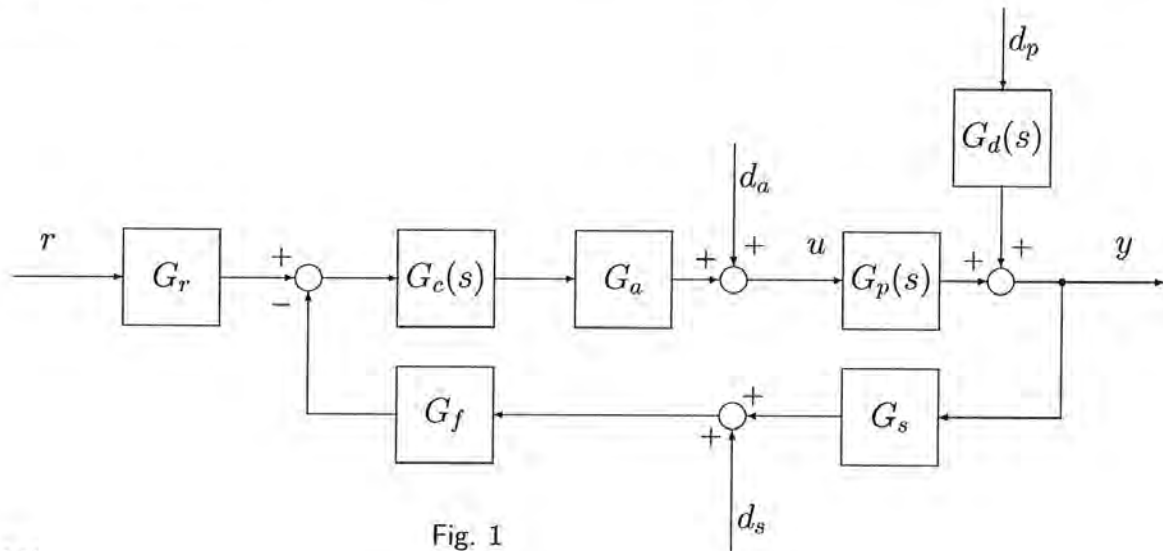 d_p
G_d(s)
d_a
r
+
+
+
+
u
+
y
G_r
G_c(s)
G_a
G_p(s)
−
G_f
+
+
G_s
d_s
Fig. 1